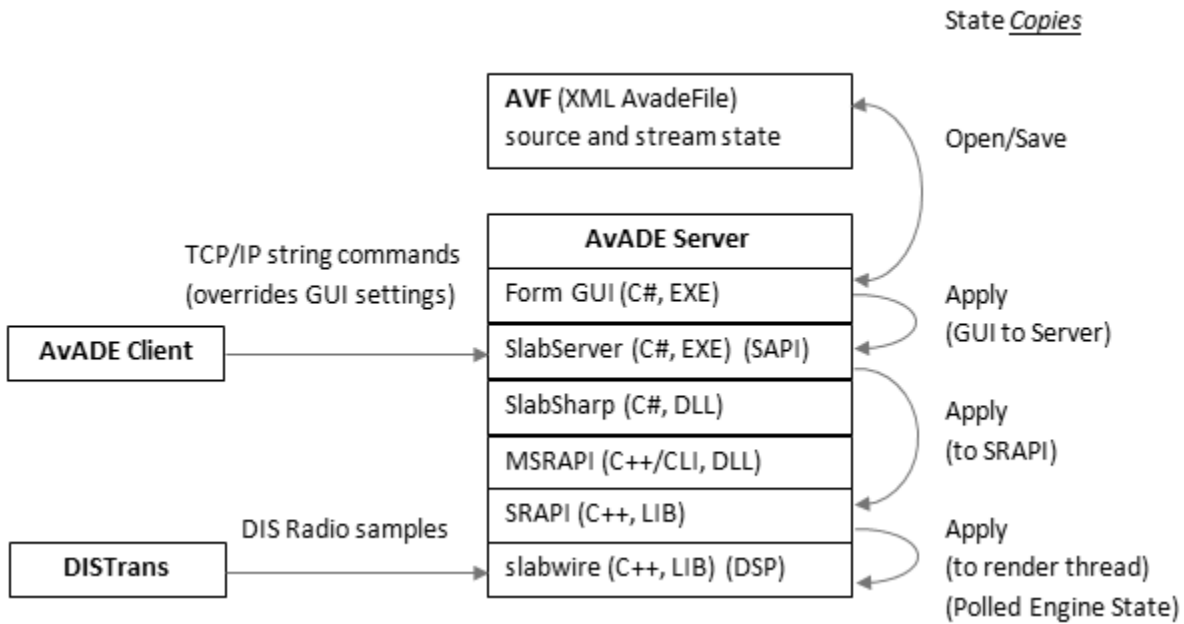 State Copies
AVF (XML AvadeFile)
source and stream state
Open/Save
AvADE Server
TCP/IP string commands
(overrides GUI settings)
Form GUI (C#, EXE)
Apply
(GUI to Server)
AvADE Client
SlabServer (C#, EXE) (SAPI)
SlabSharp (C#, DLL)
Apply
(to SRAPI)
MSRAPI (C++/CLI, DLL)
SRAPI (C++, LIB)
DIS Radio samples
Apply
(to render thread)
(Polled Engine State)
DISTrans
slabwire (C++, LIB) (DSP)